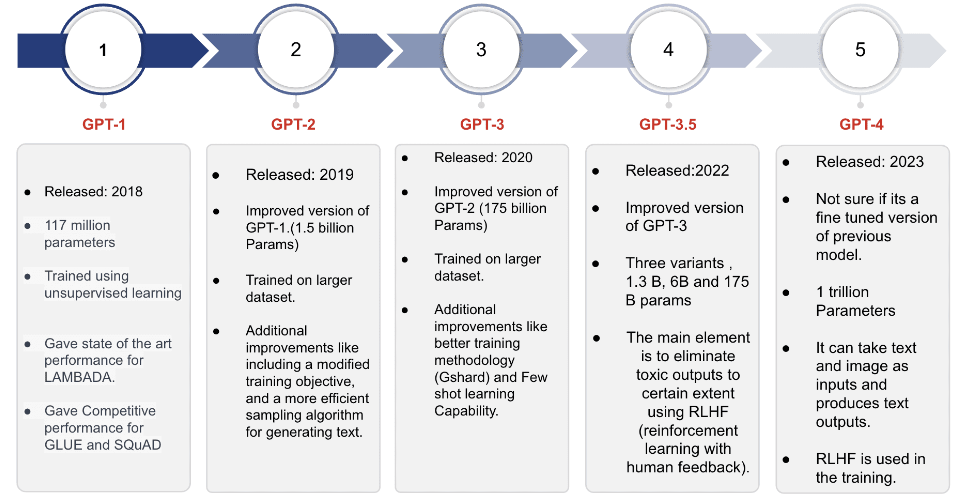 1
2
3
4
5
GPT-1
GPT-2
GPT-3
GPT-3.5
GPT-4
● Released: 2018
● 117 million
parameters
● Trained using
unsupervised learning
● Gave state of the art
performance for
LAMBADA.
● Gave Competitive
performance for
GLUE and SQuAD
● Released: 2019
● Improved version of
GPT-1.(1.5 billion
Params)
● Trained on larger
dataset.
● Additional
improvements like
including a modified
training objective,
and a more efficient
sampling algorithm
for generating text.
● Released: 2020
● Improved version of
GPT-2 (175 billion
Params)
● Trained on larger
dataset.
● Additional
improvements like
better training
methodology
(Gshard) and Few
shot learning
Capability.
● Released:2022
● Improved version
of GPT-3
● Three variants ,
1.3 B, 6B and 175
B params
● The main element
is to eliminate
toxic outputs to
certain extent
using RLHF
(reinforcement
learning with
human feedback).
● Released: 2023
● Not sure if its a
fine tuned version
of previous
model.
● 1 trillion
Parameters
● It can take text
and image as
inputs and
produces text
outputs.
● RLHF is used in
the training.